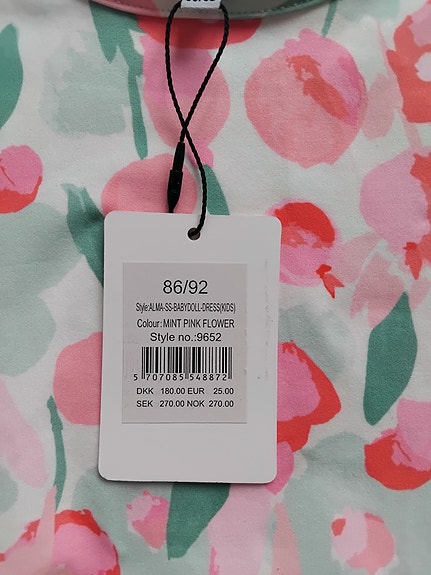 86/92
Style:ALMA-SS-BABYDOLL-DRESS(KIDS)
Colour:MINT PINK FLOWER
Style no.:9652
5 707085 548872
DKK 180.00 EUR 25.00
SEK 270.00 NOK 270.00